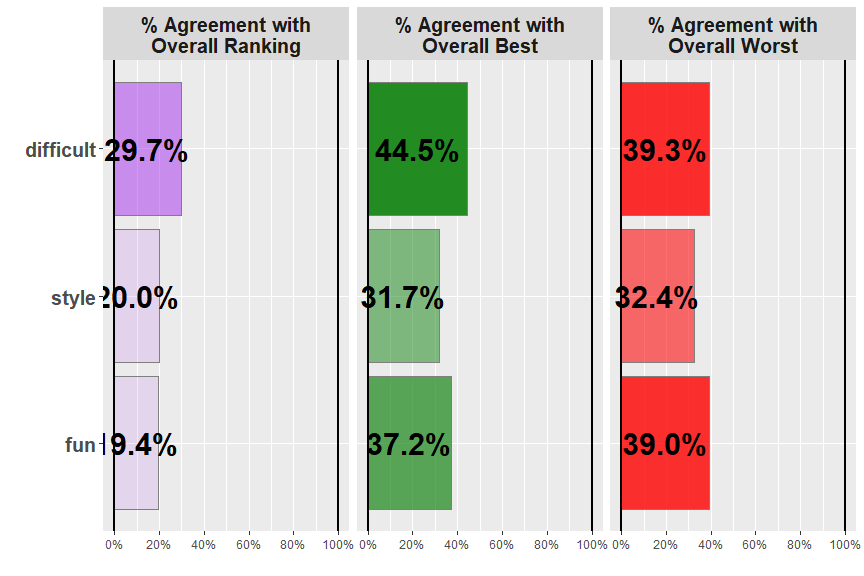 % Agreement with
Overall Ranking
% Agreement with
Overall Best
% Agreement with
Overall Worst
difficult
29.7%
44.5%
39.3%
style
20.0%
31.7%
32.4%
fun
19.4%
37.2%
39.0%
0% 20% 40% 60% 80% 100%
0% 20% 40% 60% 80% 100%
0% 20% 40% 60% 80% 100%